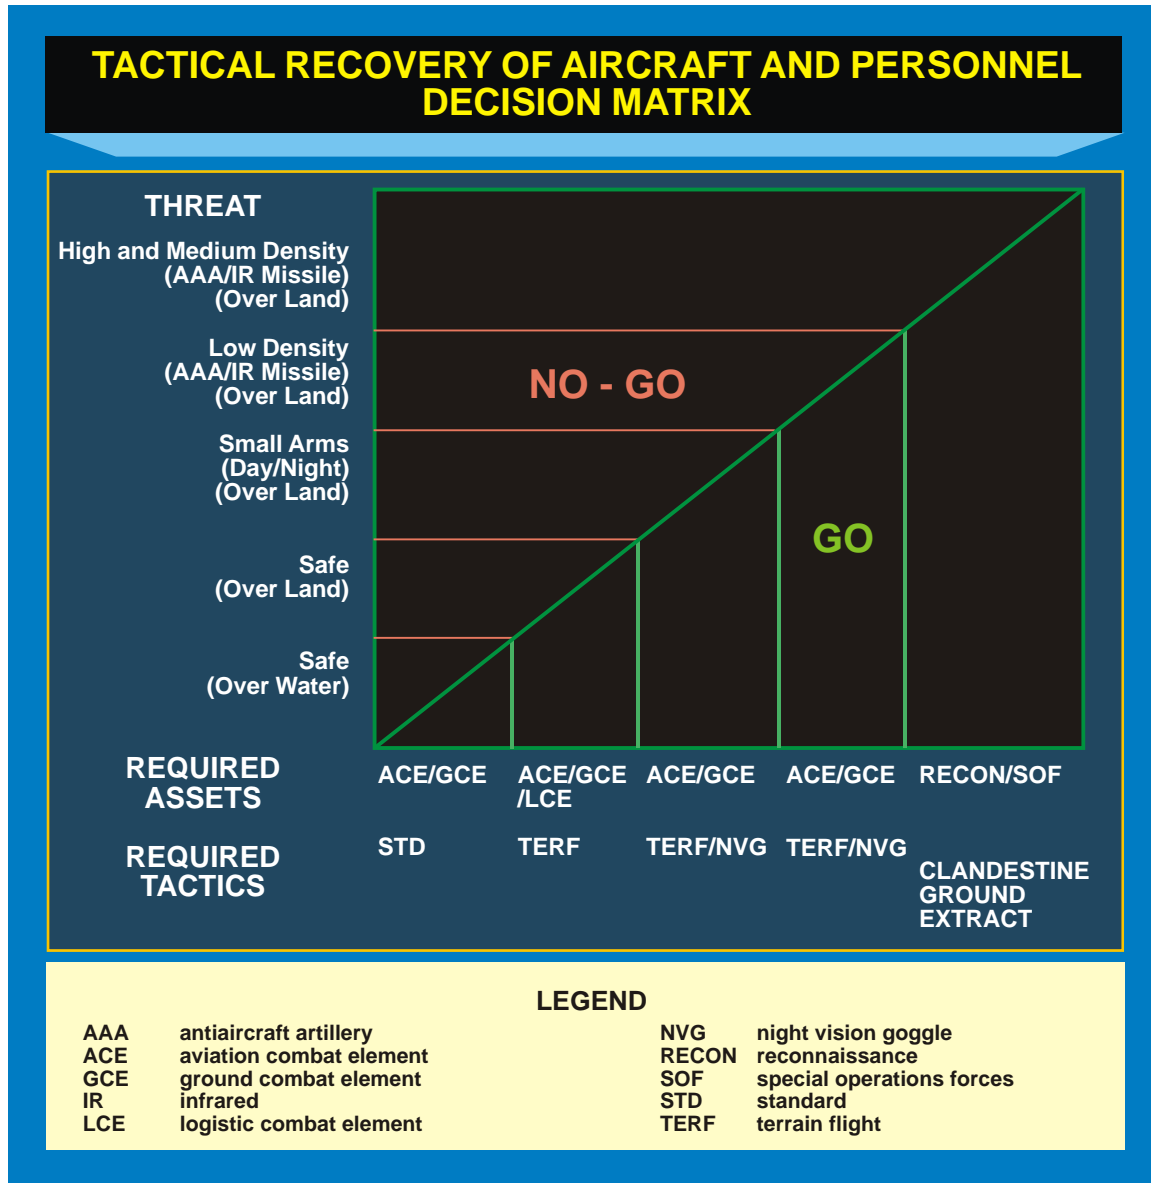 TACTICAL RECOVERY OF AIRCRAFT AND PERSONNEL
DECISION MATRIX
THREAT
High and Medium Density
(AAA/IR Missile)
(Over Land)
Low Density
(AAA/IR Missile)
(Over Land)
NO - GO
Small Arms
(Day/Night)
(Over Land)
GO
Safe
(Over Land)
Safe
(Over Water)
REQUIRED
ASSETS
ACE/GCE
ACE/GCE
/LCE
ACE/GCE
ACE/GCE
RECON/SOF
REQUIRED
TACTICS
STD
TERF
TERF/NVG
TERF/NVG
CLANDESTINE
GROUND
EXTRACT
LEGEND
AAA antiaircraft artillery
ACE aviation combat element
GCE ground combat element
IR infrared
LCE logistic combat element
NVG night vision goggle
RECON reconnaissance
SOF special operations forces
STD standard
TERF terrain flight